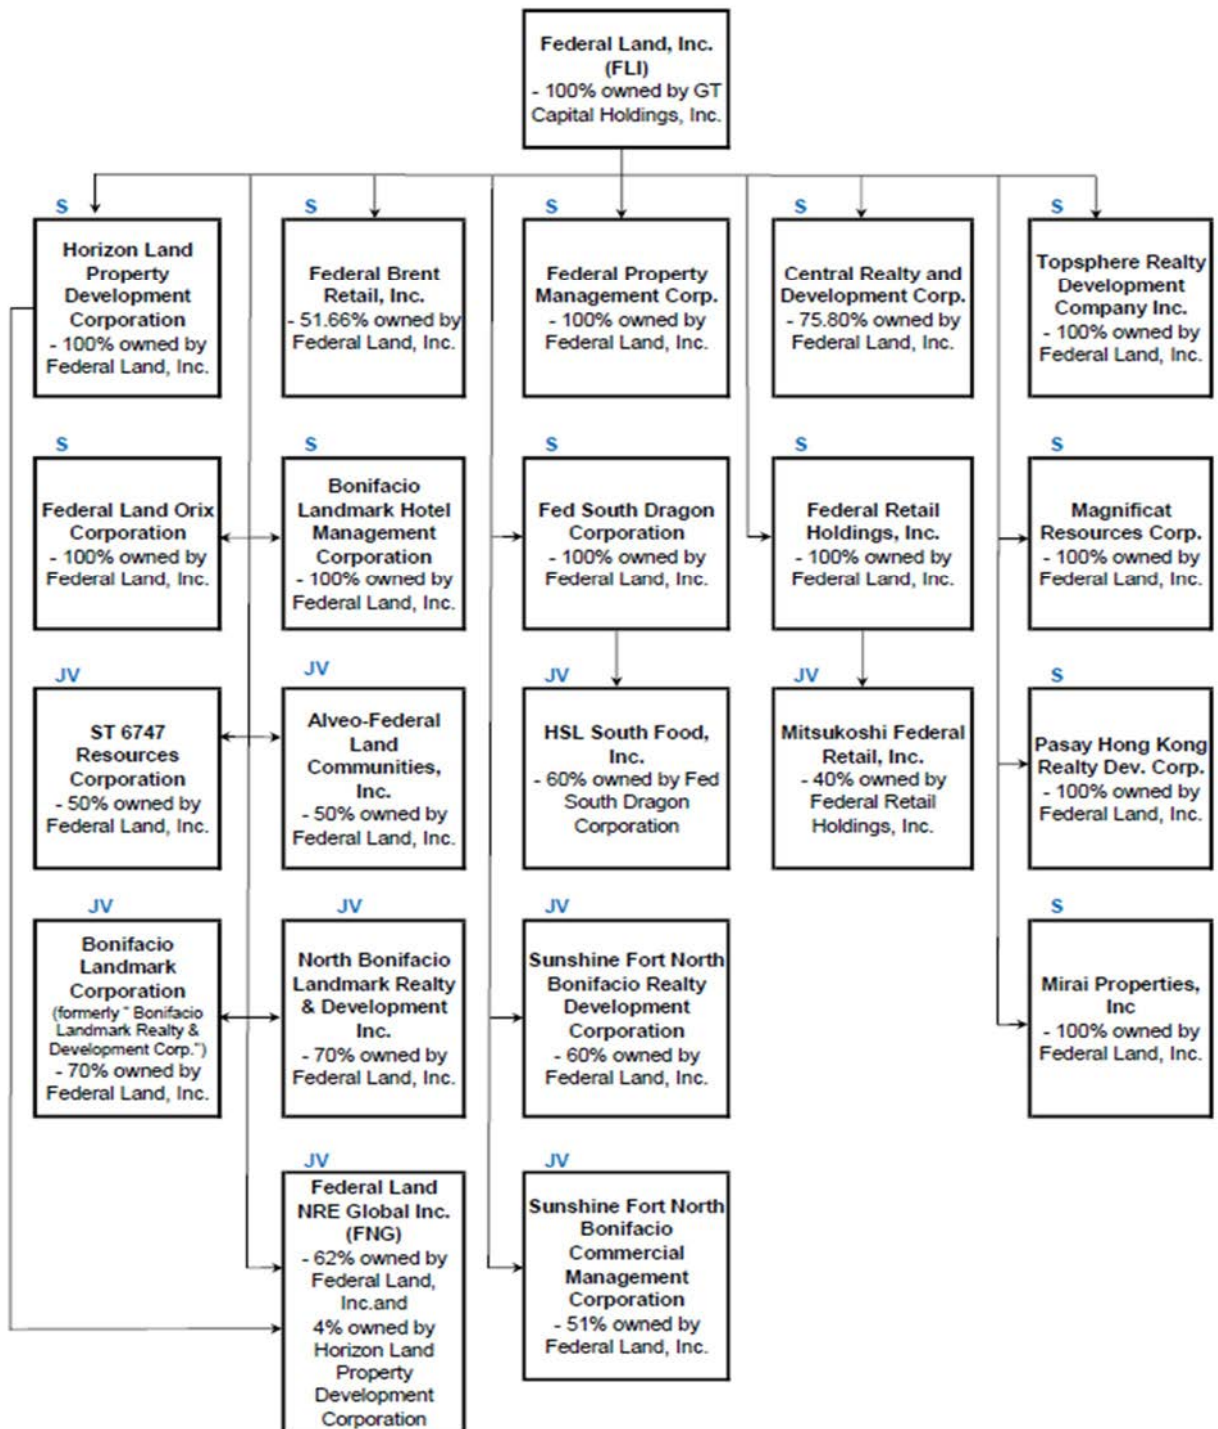 Federal Land, Inc.
(FLI)
- 100% owned by GT
Capital Holdings, Inc.
S
Horizon Land
Property
Development
Corporation
- 100% owned by
Federal Land, Inc.
S
Federal Brent
Retail, Inc.
- 51.66% owned by
Federal Land, Inc.
S
Federal Property
Management Corp.
- 100% owned by
Federal Land, Inc.
S
Central Realty and
Development Corp.
- 75.80% owned by
Federal Land, Inc.
S
Topsphere Realty
Development
Company Inc.
- 100% owned by
Federal Land, Inc.
S
Federal Land Orix
Corporation
- 100% owned by
Federal Land, Inc.
S
Bonifacio
Landmark Hotel
Management
Corporation
- 100% owned by
Federal Land, Inc.
S
Fed South Dragon
Corporation
- 100% owned by
Federal Land, Inc.
S
Federal Retail
Holdings, Inc.
- 100% owned by
Federal Land, Inc.
S
Magnificat
Resources Corp.
- 100% owned by
Federal Land, Inc.
JV
ST 6747
Resources
Corporation
- 50% owned by
Federal Land, Inc.
JV
Alveo-Federal
Land
Communities,
Inc.
- 50% owned by
Federal Land, Inc.
JV
HSL South Food,
Inc.
- 60% owned by Fed
South Dragon
Corporation
JV
Mitsukoshi Federal
Retail, Inc.
- 40% owned by
Federal Retail
Holdings, Inc.
S
Pasay Hong Kong
Realty Dev. Corp.
- 100% owned by
Federal Land, Inc.
JV
Bonifacio
Landmark
Corporation
(formerly " Bonifacio
Landmark Realty &
Development Corp.")
- 70% owned by
Federal Land, Inc.
JV
North Bonifacio
Landmark Realty
& Development
Inc.
- 70% owned by
Federal Land, Inc.
JV
Sunshine Fort North
Bonifacio Realty
Development
Corporation
- 60% owned by
Federal Land, Inc.
S
Mirai Properties,
Inc
- 100% owned by
Federal Land, Inc.
JV
Federal Land
NRE Global Inc.
(FNG)
- 62% owned by
Federal Land,
Inc.and
4% owned by
Horizon Land
Property
Development
Corporation
JV
Sunshine Fort North
Bonifacio
Commercial
Management
Corporation
- 51% owned by
Federal Land, Inc.